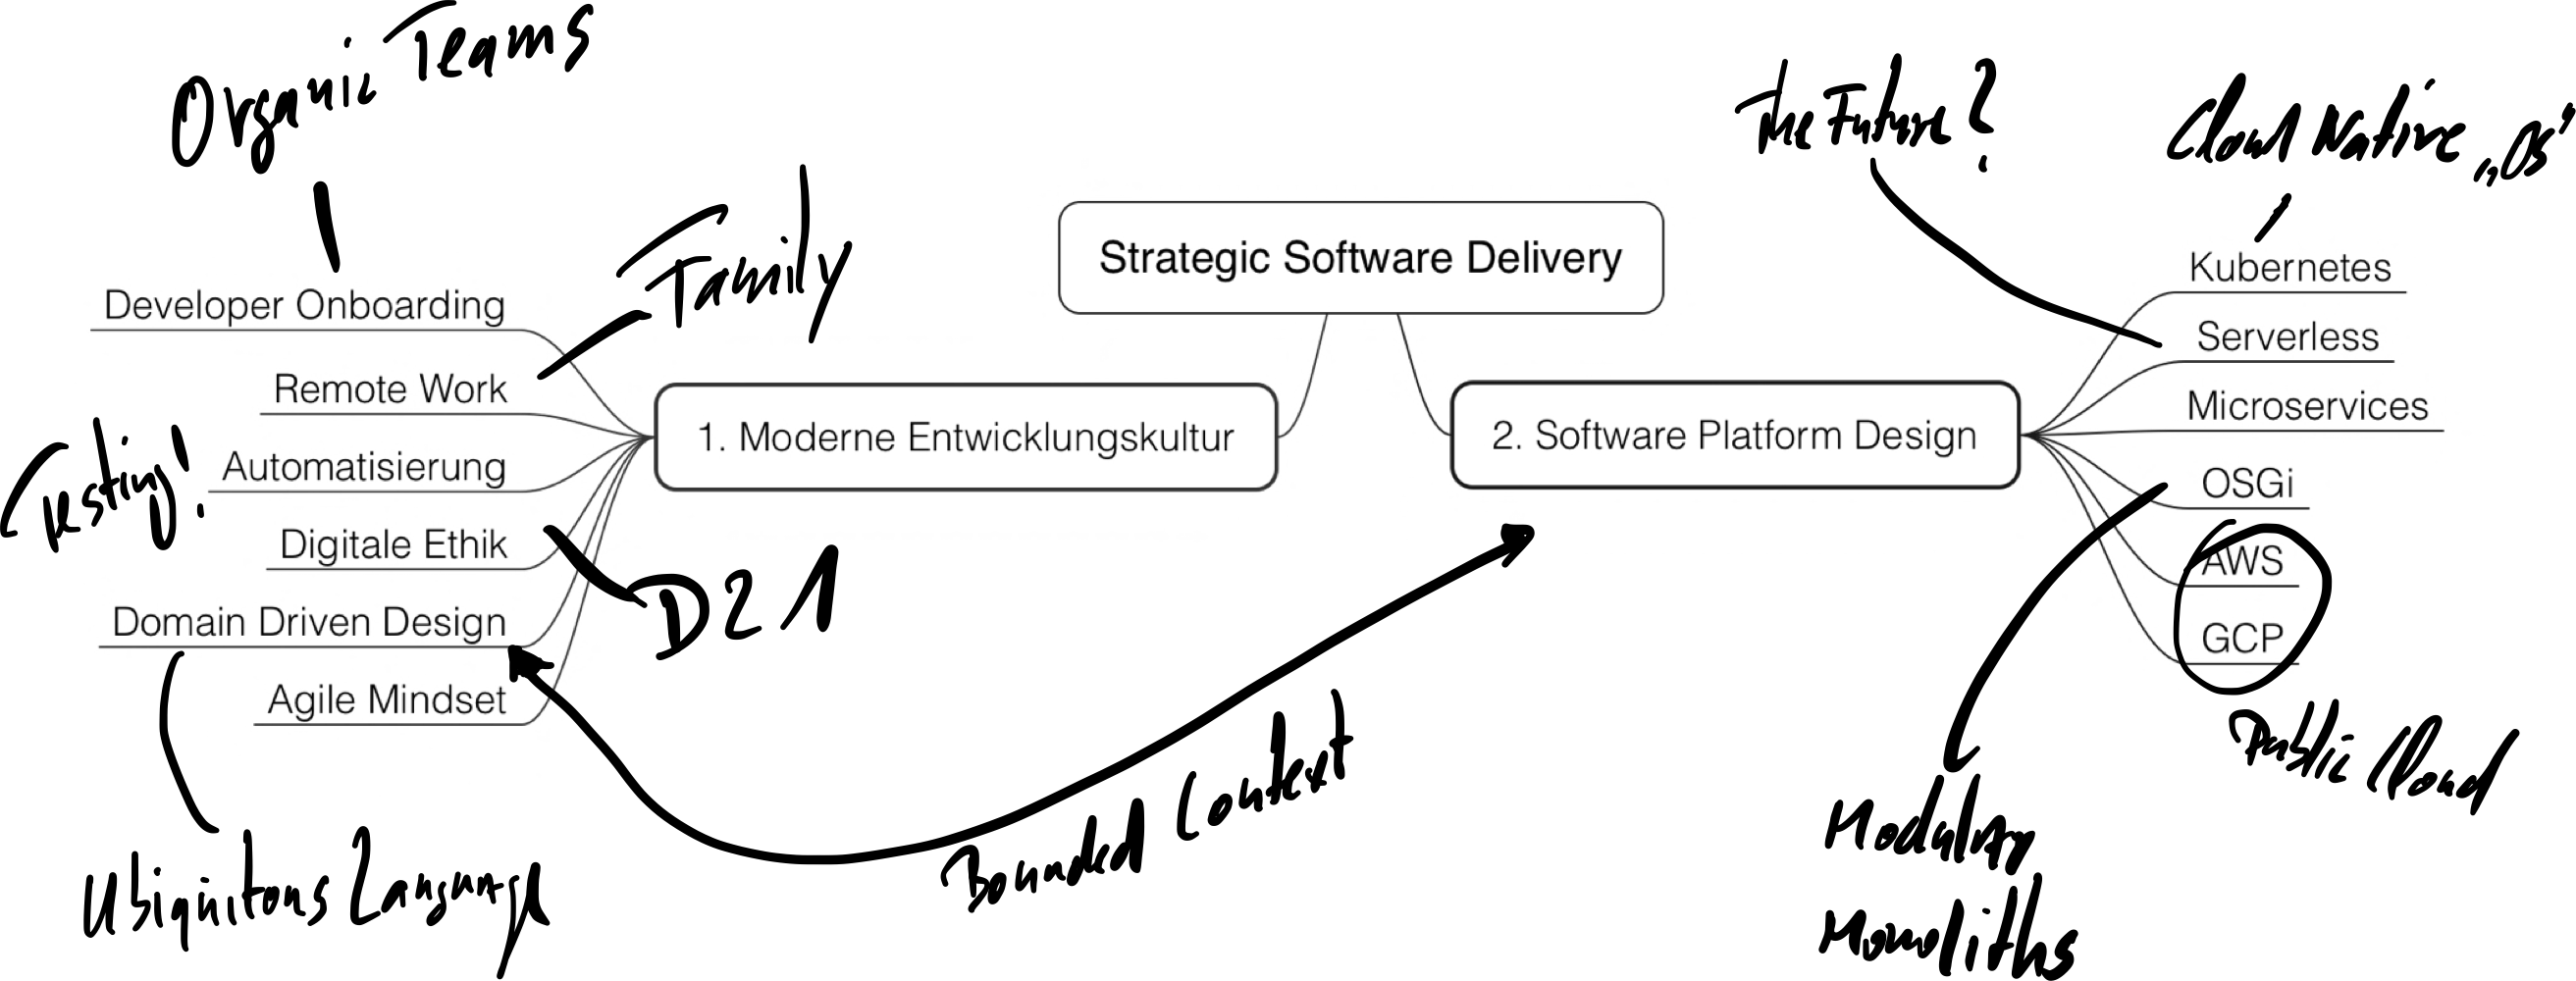 Organic Teams
The Future?
Cloud Native „OS“
Family
Strategic Software Delivery
Kubernetes
Developer Onboarding
Serverless
Remote Work
Microservices
1. Moderne Entwicklungskultur
2. Software Platform Design
Testing!
Automatisierung
OSGi
Digitale Ethik
AWS
D21
Domain Driven Design
GCP
Agile Mindset
Public Cloud
Bounded Context
Ubiquitous Language
Modular
Monoliths